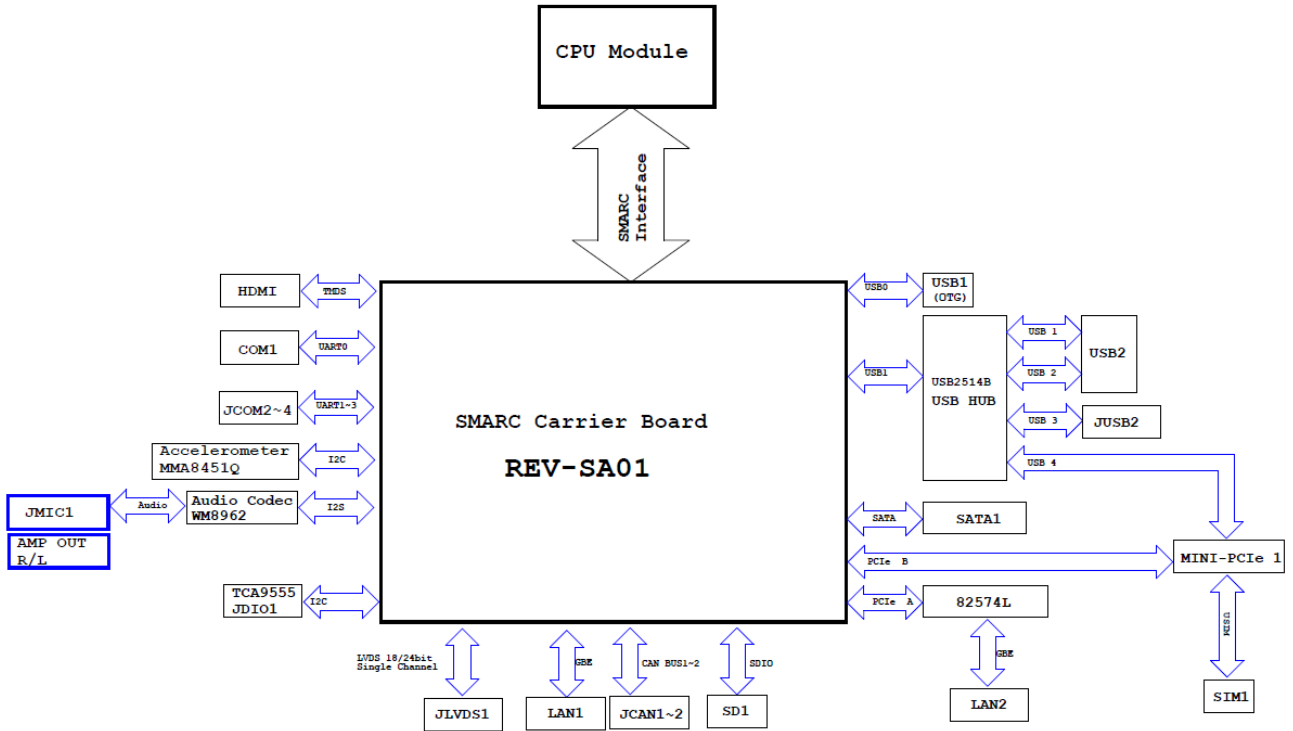 CPU Module
SMARC
Interface
HDMI
TMDS
COM1
UART0
JCOM2~4
UART1~3
Accelerometer
MMA8451Q
I2C
JMIC1
Audio
Audio Codec
WM8962
I2S
AMP OUT
R/L
TCA9555
JDIO1
I2C
SMARC Carrier Board
REV-SA01
USB0
USB1
(OTG)
USB1
USB2514B
USB HUB
USB 1
USB 2
USB2
USB 3
JUSB2
USB 4
SATA
SATA1
PCIe B
MINI-PCIe 1
PCIe A
82574L
USIM
SIM1
GBE
LAN2
LVDS 18/24bit
Single Channel
JLVDS1
GBE
LAN1
CAN BUS1~2
JCAN1~2
SDIO
SD1